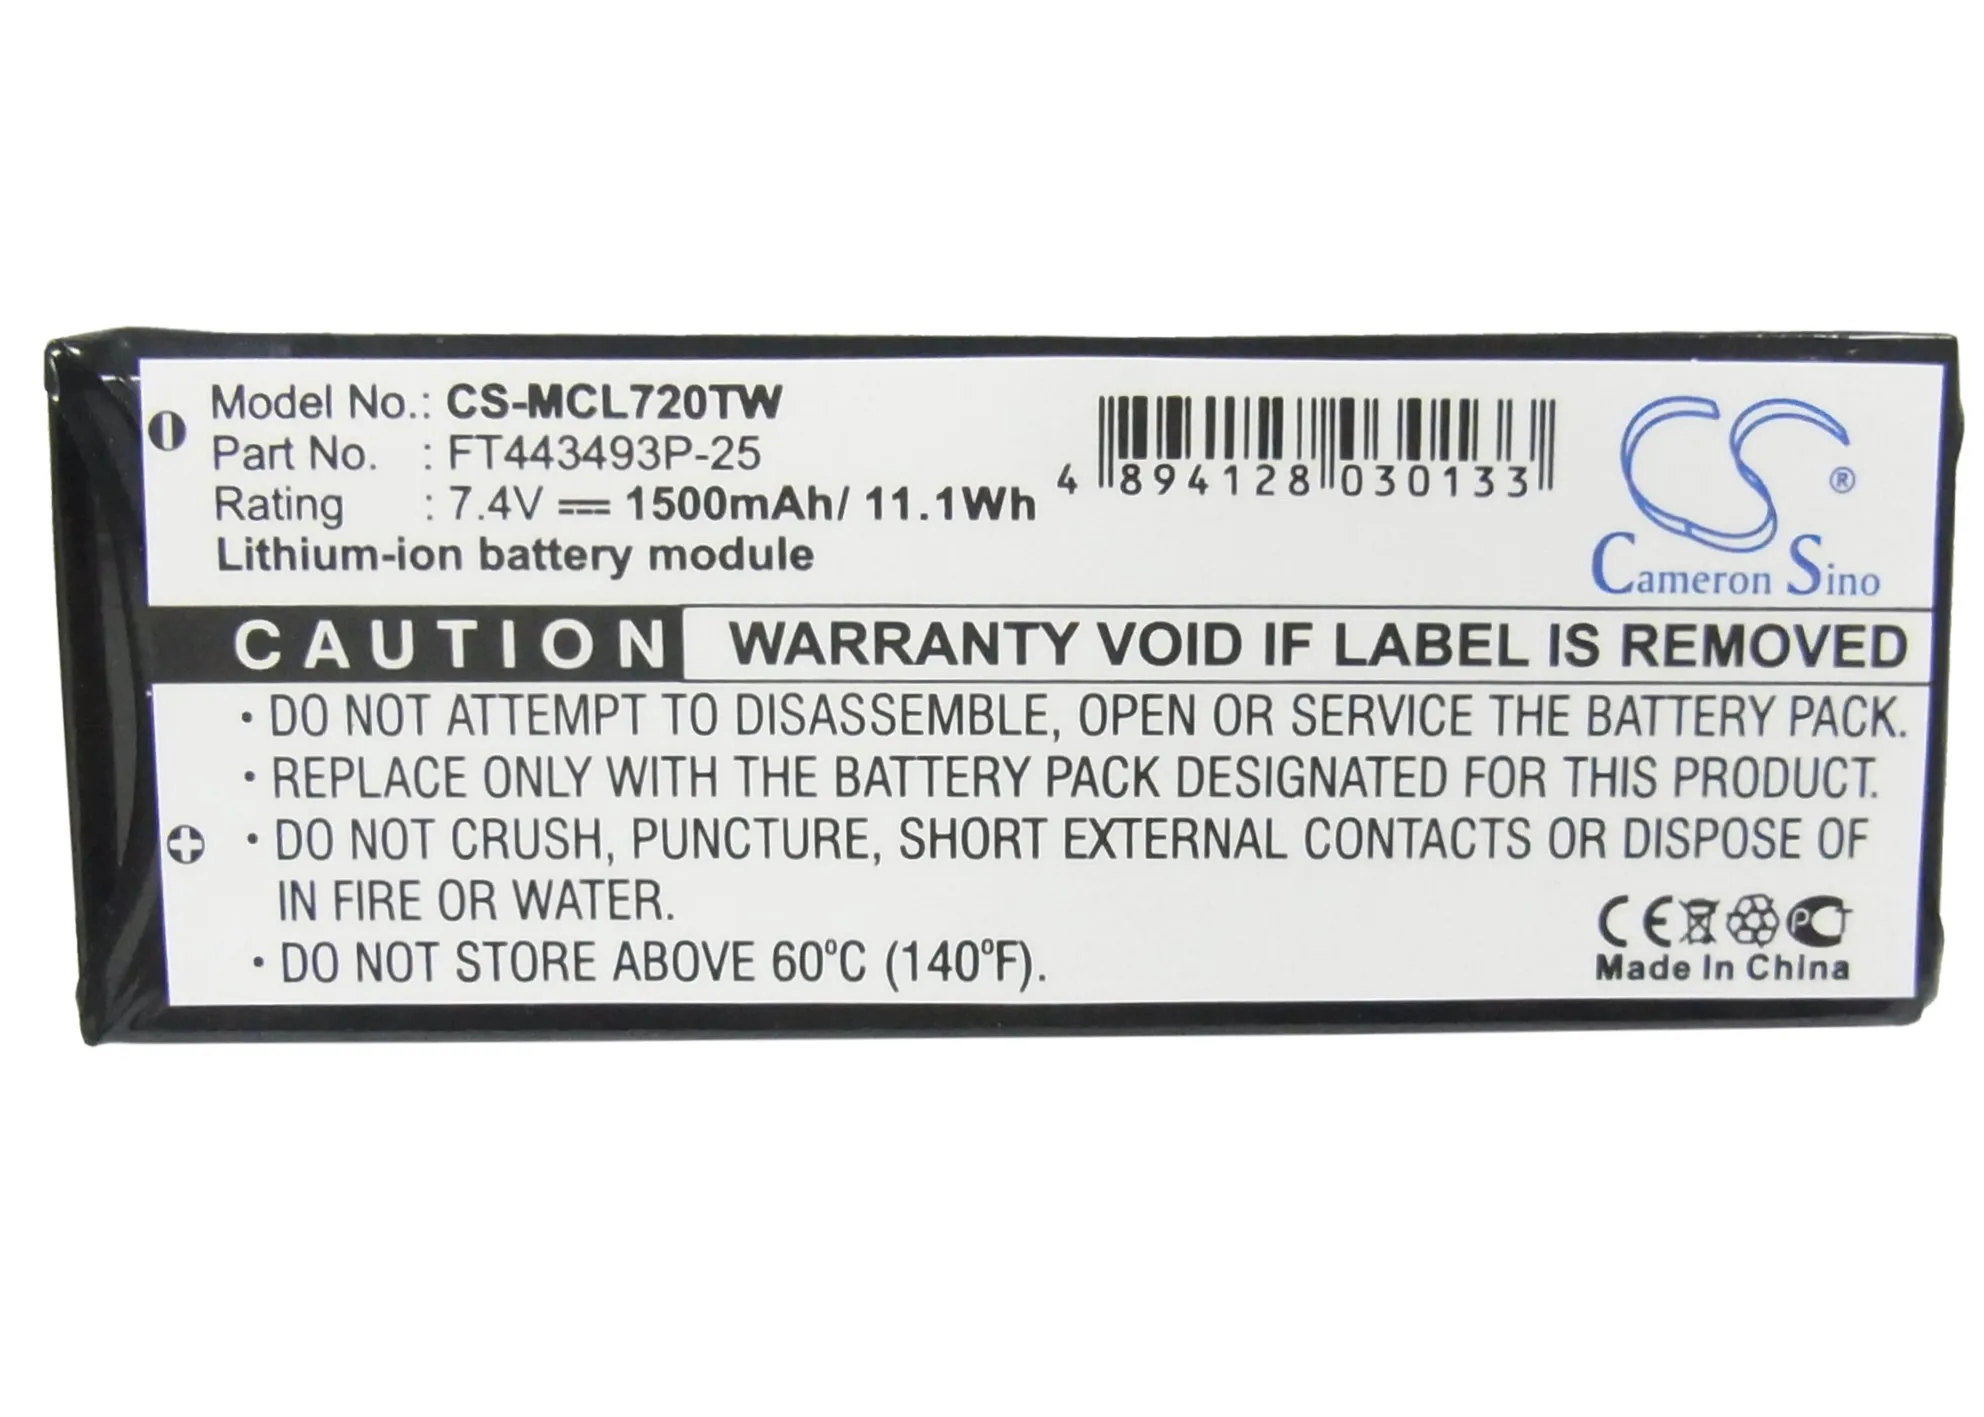 Model No.: CS-MCL720TW
Part No. : FT443493P-25
Rating : 7.4V 1500mAh/ 11.1Wh
Lithium-ion battery module
4 894128 030133
CS ®
Cameron Sino
CAUTION WARRANTY VOID IF LABEL IS REMOVED
• DO NOT ATTEMPT TO DISASSEMBLE, OPEN OR SERVICE THE BATTERY PACK.
• REPLACE ONLY WITH THE BATTERY PACK DESIGNATED FOR THIS PRODUCT.
• DO NOT CRUSH, PUNCTURE, SHORT EXTERNAL CONTACTS OR DISPOSE OF
IN FIRE OR WATER.
• DO NOT STORE ABOVE 60°C (140°F).
CE PCT
Made In China